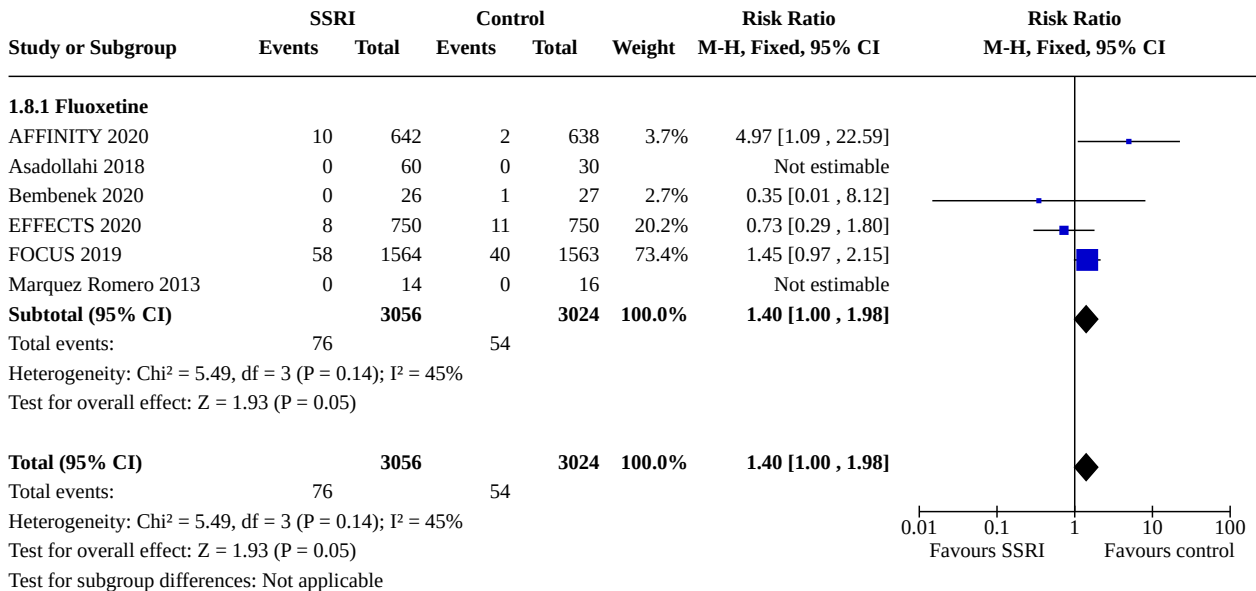 SSRI Control Risk Ratio Risk Ratio
Study or Subgroup Events Total Events Total Weight M-H, Fixed, 95% CI M-H, Fixed, 95% CI
1.8.1 Fluoxetine
AFFINITY 2020 10 642 2 638 3.7% 4.97 [1.09 , 22.59]
Asadollahi 2018 0 60 0 30 Not estimable
Bembenek 2020 0 26 1 27 2.7% 0.35 [0.01 , 8.12]
EFFECTS 2020 8 750 11 750 20.2% 0.73 [0.29 , 1.80]
FOCUS 2019 58 1564 40 1563 73.4% 1.45 [0.97 , 2.15]
Marquez Romero 2013 0 14 0 16 Not estimable
Subtotal (95% CI) 3056 3024 100.0% 1.40 [1.00 , 1.98]
Total events: 76 54
Heterogeneity: Chi² = 5.49, df = 3 (P = 0.14); I² = 45%
Test for overall effect: Z = 1.93 (P = 0.05)
Total (95% CI) 3056 3024 100.0% 1.40 [1.00 , 1.98]
Total events: 76 54
Heterogeneity: Chi² = 5.49, df = 3 (P = 0.14); I² = 45%
0.01 0.1 1 10 100
Test for overall effect: Z = 1.93 (P = 0.05) Favours SSRI Favours control
Test for subgroup differences: Not applicable